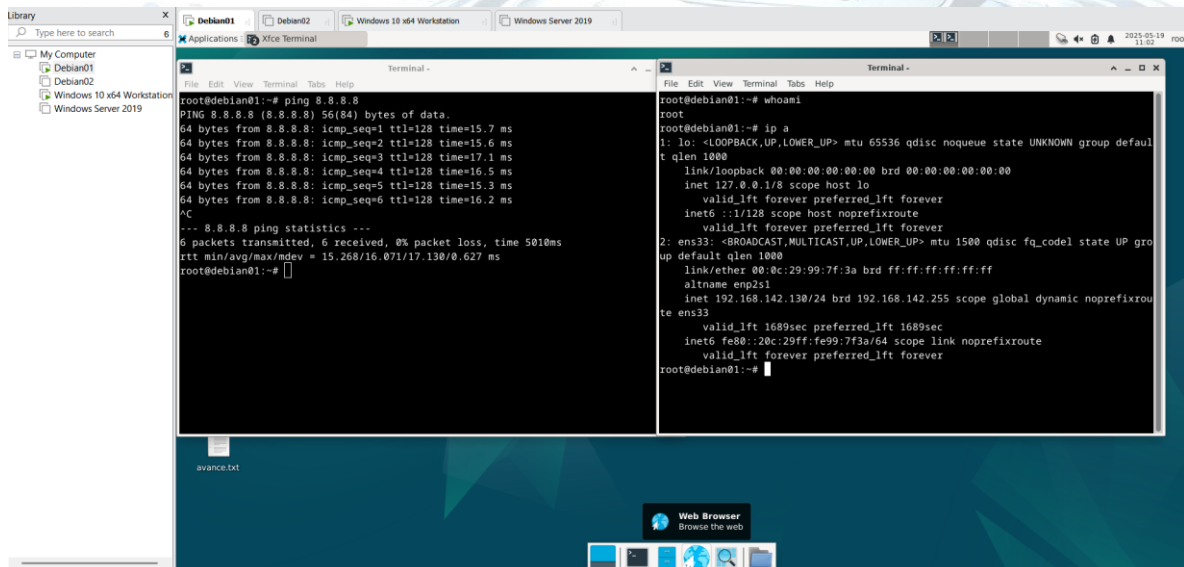 Library X
Type here to search
My Computer
Debian01
Debian02
Windows 10 x64 Workstation
Windows Server 2019
Debian01
Debian02
Windows 10 x64 Workstation
Windows Server 2019
Applications
Xfce Terminal
2025-05-19
11:02
roo
Terminal -
File Edit View Terminal Tabs Help
root@debian01:~# ping 8.8.8.8
PING 8.8.8.8 (8.8.8.8) 56(84) bytes of data.
64 bytes from 8.8.8.8: icmp_seq=1 ttl=128 time=15.7 ms
64 bytes from 8.8.8.8: icmp_seq=2 ttl=128 time=15.6 ms
64 bytes from 8.8.8.8: icmp_seq=3 ttl=128 time=17.1 ms
64 bytes from 8.8.8.8: icmp_seq=4 ttl=128 time=16.5 ms
64 bytes from 8.8.8.8: icmp_seq=5 ttl=128 time=15.3 ms
64 bytes from 8.8.8.8: icmp_seq=6 ttl=128 time=16.2 ms
^C
--- 8.8.8.8 ping statistics ---
6 packets transmitted, 6 received, 0% packet loss, time 5010ms
rtt min/avg/max/mdev = 15.268/16.071/17.130/0.627 ms
root@debian01:~#
Terminal -
File Edit View Terminal Tabs Help
root@debian01:~# whoami
root
root@debian01:~# ip a
1: lo: <LOOPBACK,UP,LOWER_UP> mtu 65536 qdisc noqueue state UNKNOWN group defaul
t qlen 1000
link/loopback 00:00:00:00:00:00 brd 00:00:00:00:00:00
inet 127.0.0.1/8 scope host lo
valid_lft forever preferred_lft forever
inet6 ::1/128 scope host noprefixroute
valid_lft forever preferred_lft forever
2: ens33: <BROADCAST,MULTICAST,UP,LOWER_UP> mtu 1500 qdisc fq_codel state UP gro
up default qlen 1000
link/ether 00:0c:29:99:7f:3a brd ff:ff:ff:ff:ff:ff
altname enp2s1
inet 192.168.142.130/24 brd 192.168.142.255 scope global dynamic noprefixrou
te ens33
valid_lft 1689sec preferred_lft 1689sec
inet6 fe80::20c:29ff:fe99:7f3a/64 scope link noprefixroute
valid_lft forever preferred_lft forever
root@debian01:~#
avance.txt
Web Browser
Browse the web